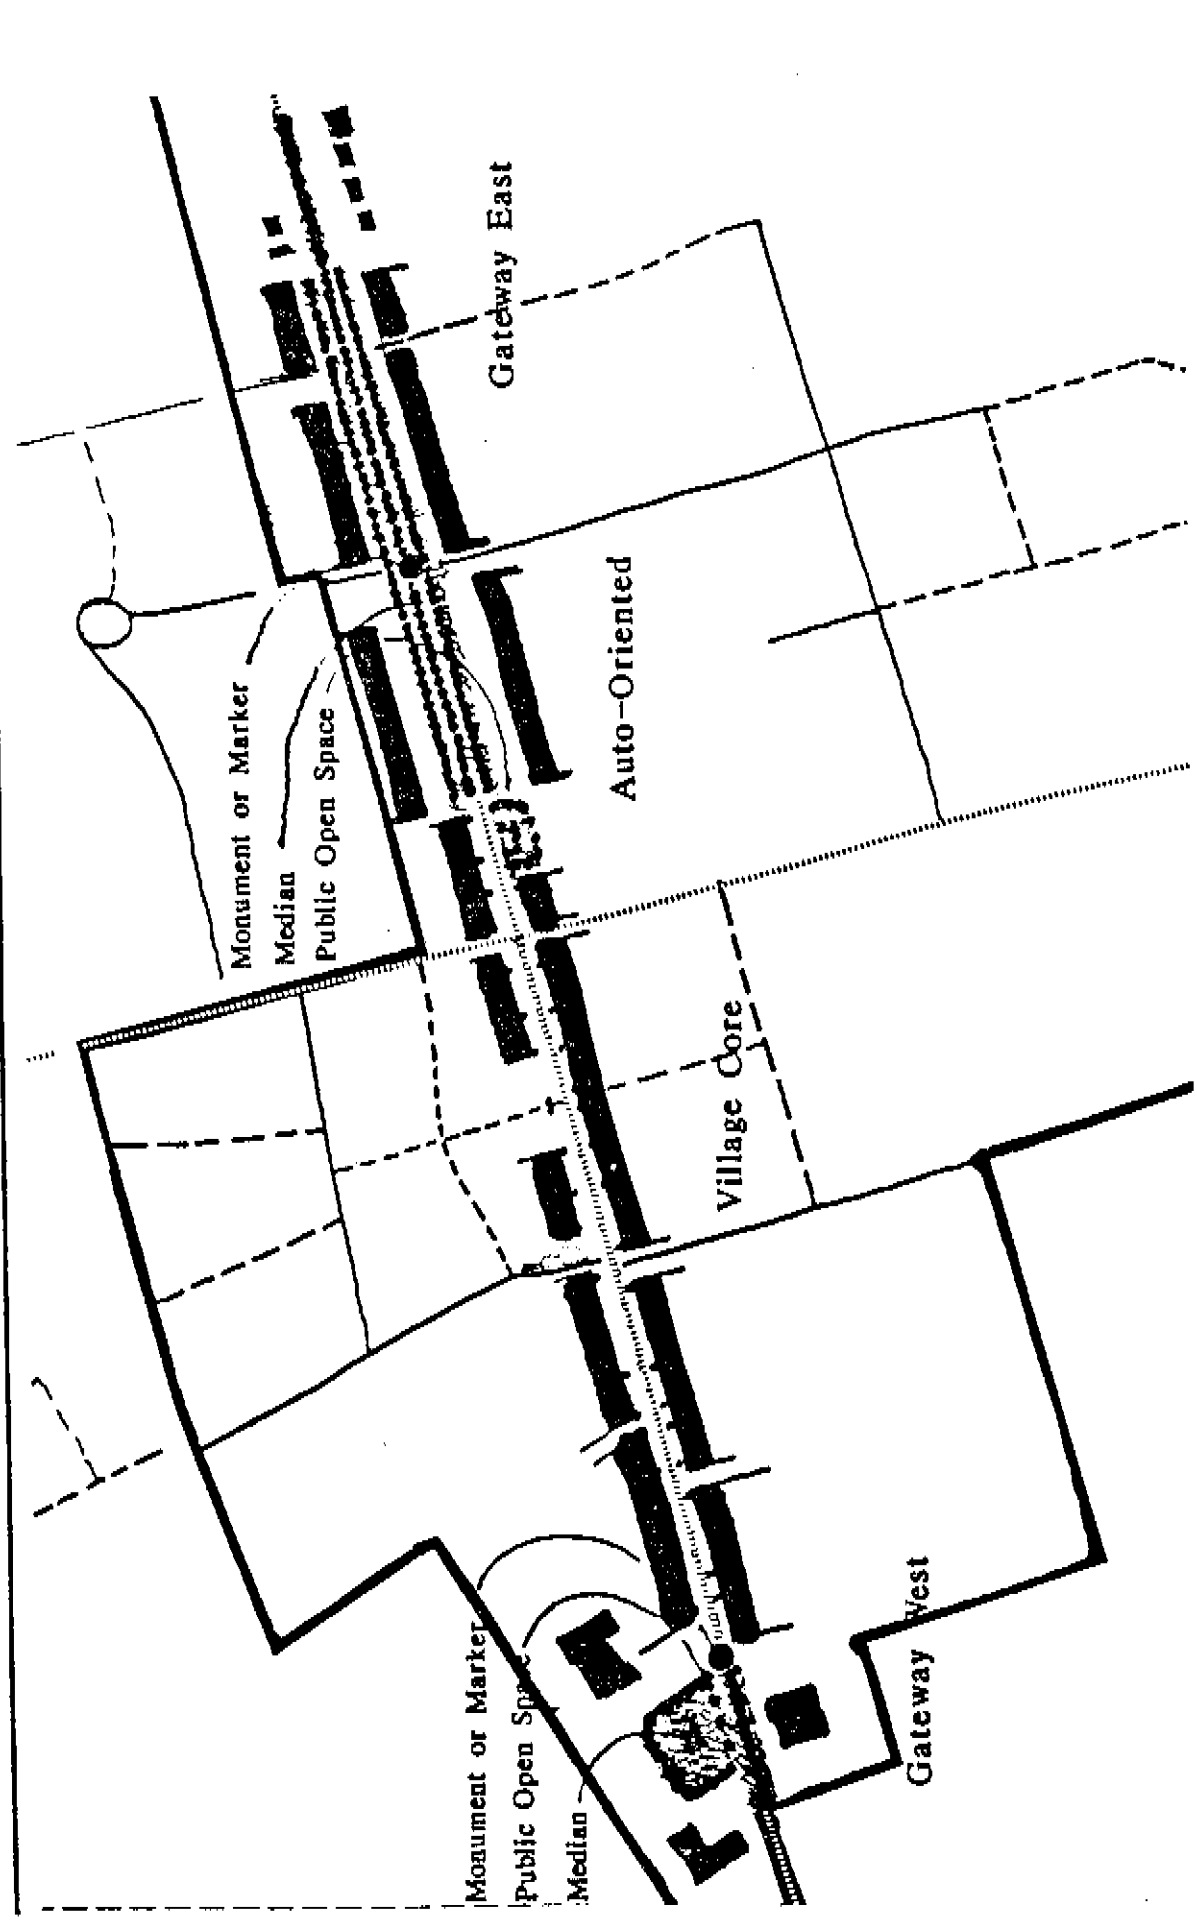 Monument or Marker
Median
Public Open Space
Gateway East
Auto-Oriented
Village Core
Monument or Marker
Public Open Space
Median
Gateway West